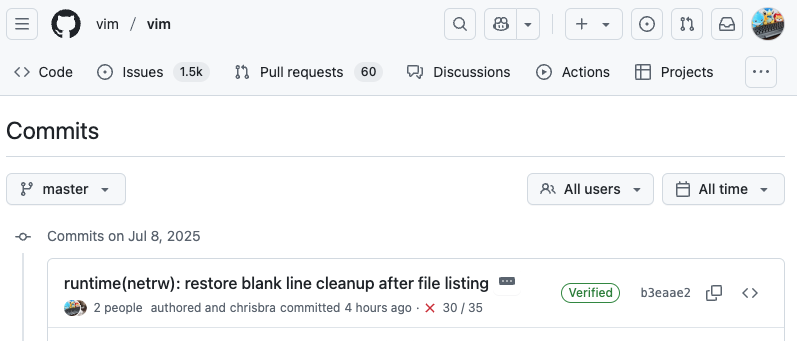 vim / vim
Code Issues 1.5k Pull requests 60 Discussions Actions Projects
Commits
master All users All time
Commits on Jul 8, 2025
runtime(netrw): restore blank line cleanup after file listing
Verified b3eaae2
2 people authored and chrisbra committed 4 hours ago · 30 / 35